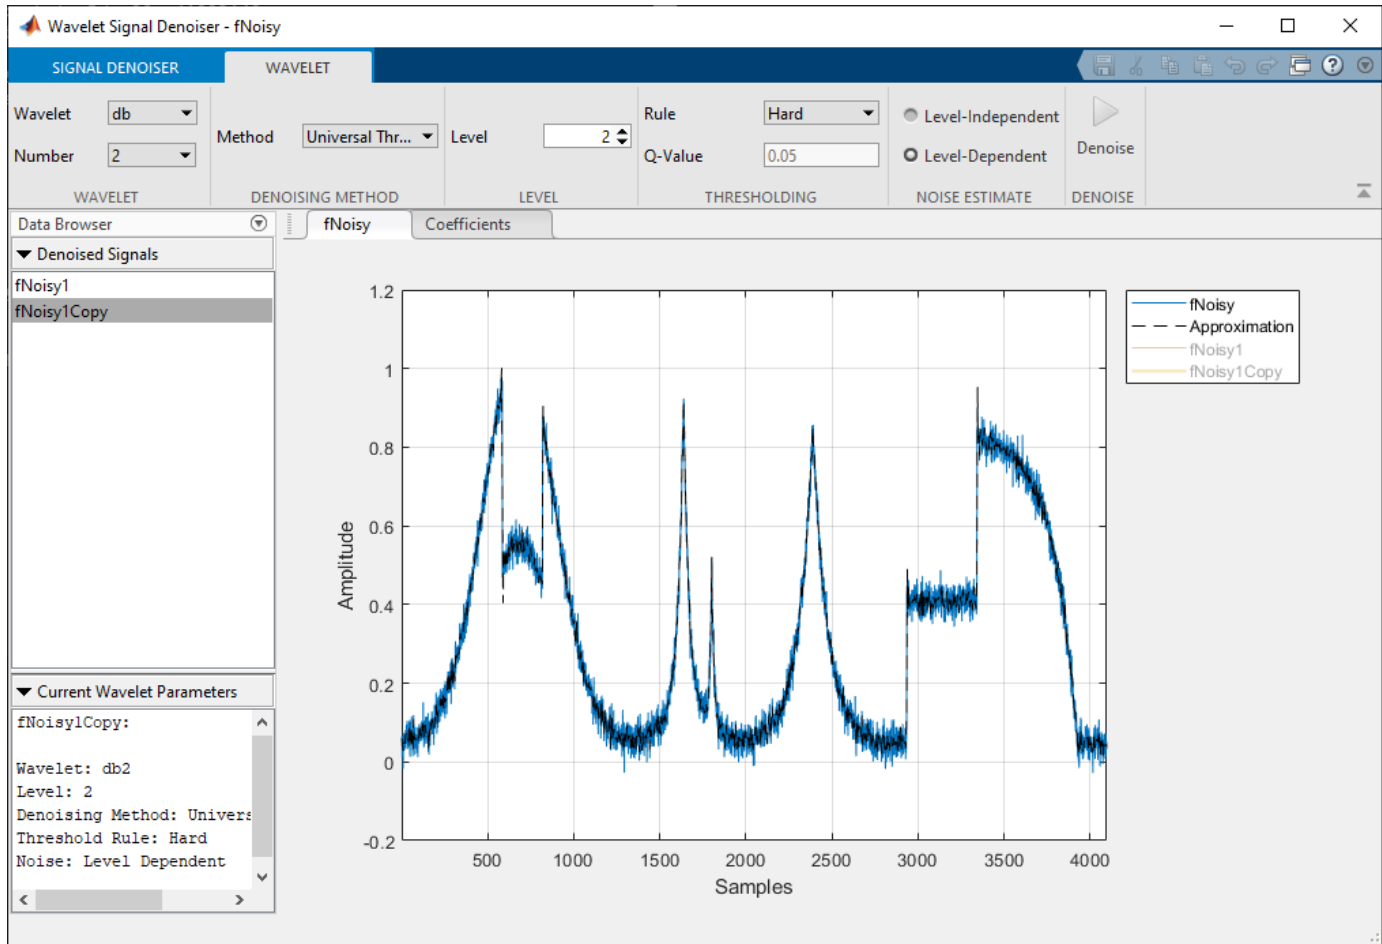 Wavelet Signal Denoiser - fNoisy
SIGNAL DENOISER WAVELET
Wavelet db
Number 2
WAVELET
Method Universal Thr...
DENOISING METHOD
Level 2
LEVEL
Rule Hard
Q-Value 0.05
THRESHOLDING
Level-Independent
Level-Dependent
NOISE ESTIMATE
Denoise
DENOISE
Data Browser
Denoised Signals
fNoisy1
fNoisy1Copy
Current Wavelet Parameters
fNoisy1Copy:
Wavelet: db2
Level: 2
Denoising Method: Univers
Threshold Rule: Hard
Noise: Level Dependent
fNoisy Coefficients
1.2
1
0.8
0.6
0.4
0.2
0
-0.2
Amplitude
500 1000 1500 2000 2500 3000 3500 4000
Samples
fNoisy
Approximation
fNoisy1
fNoisy1Copy